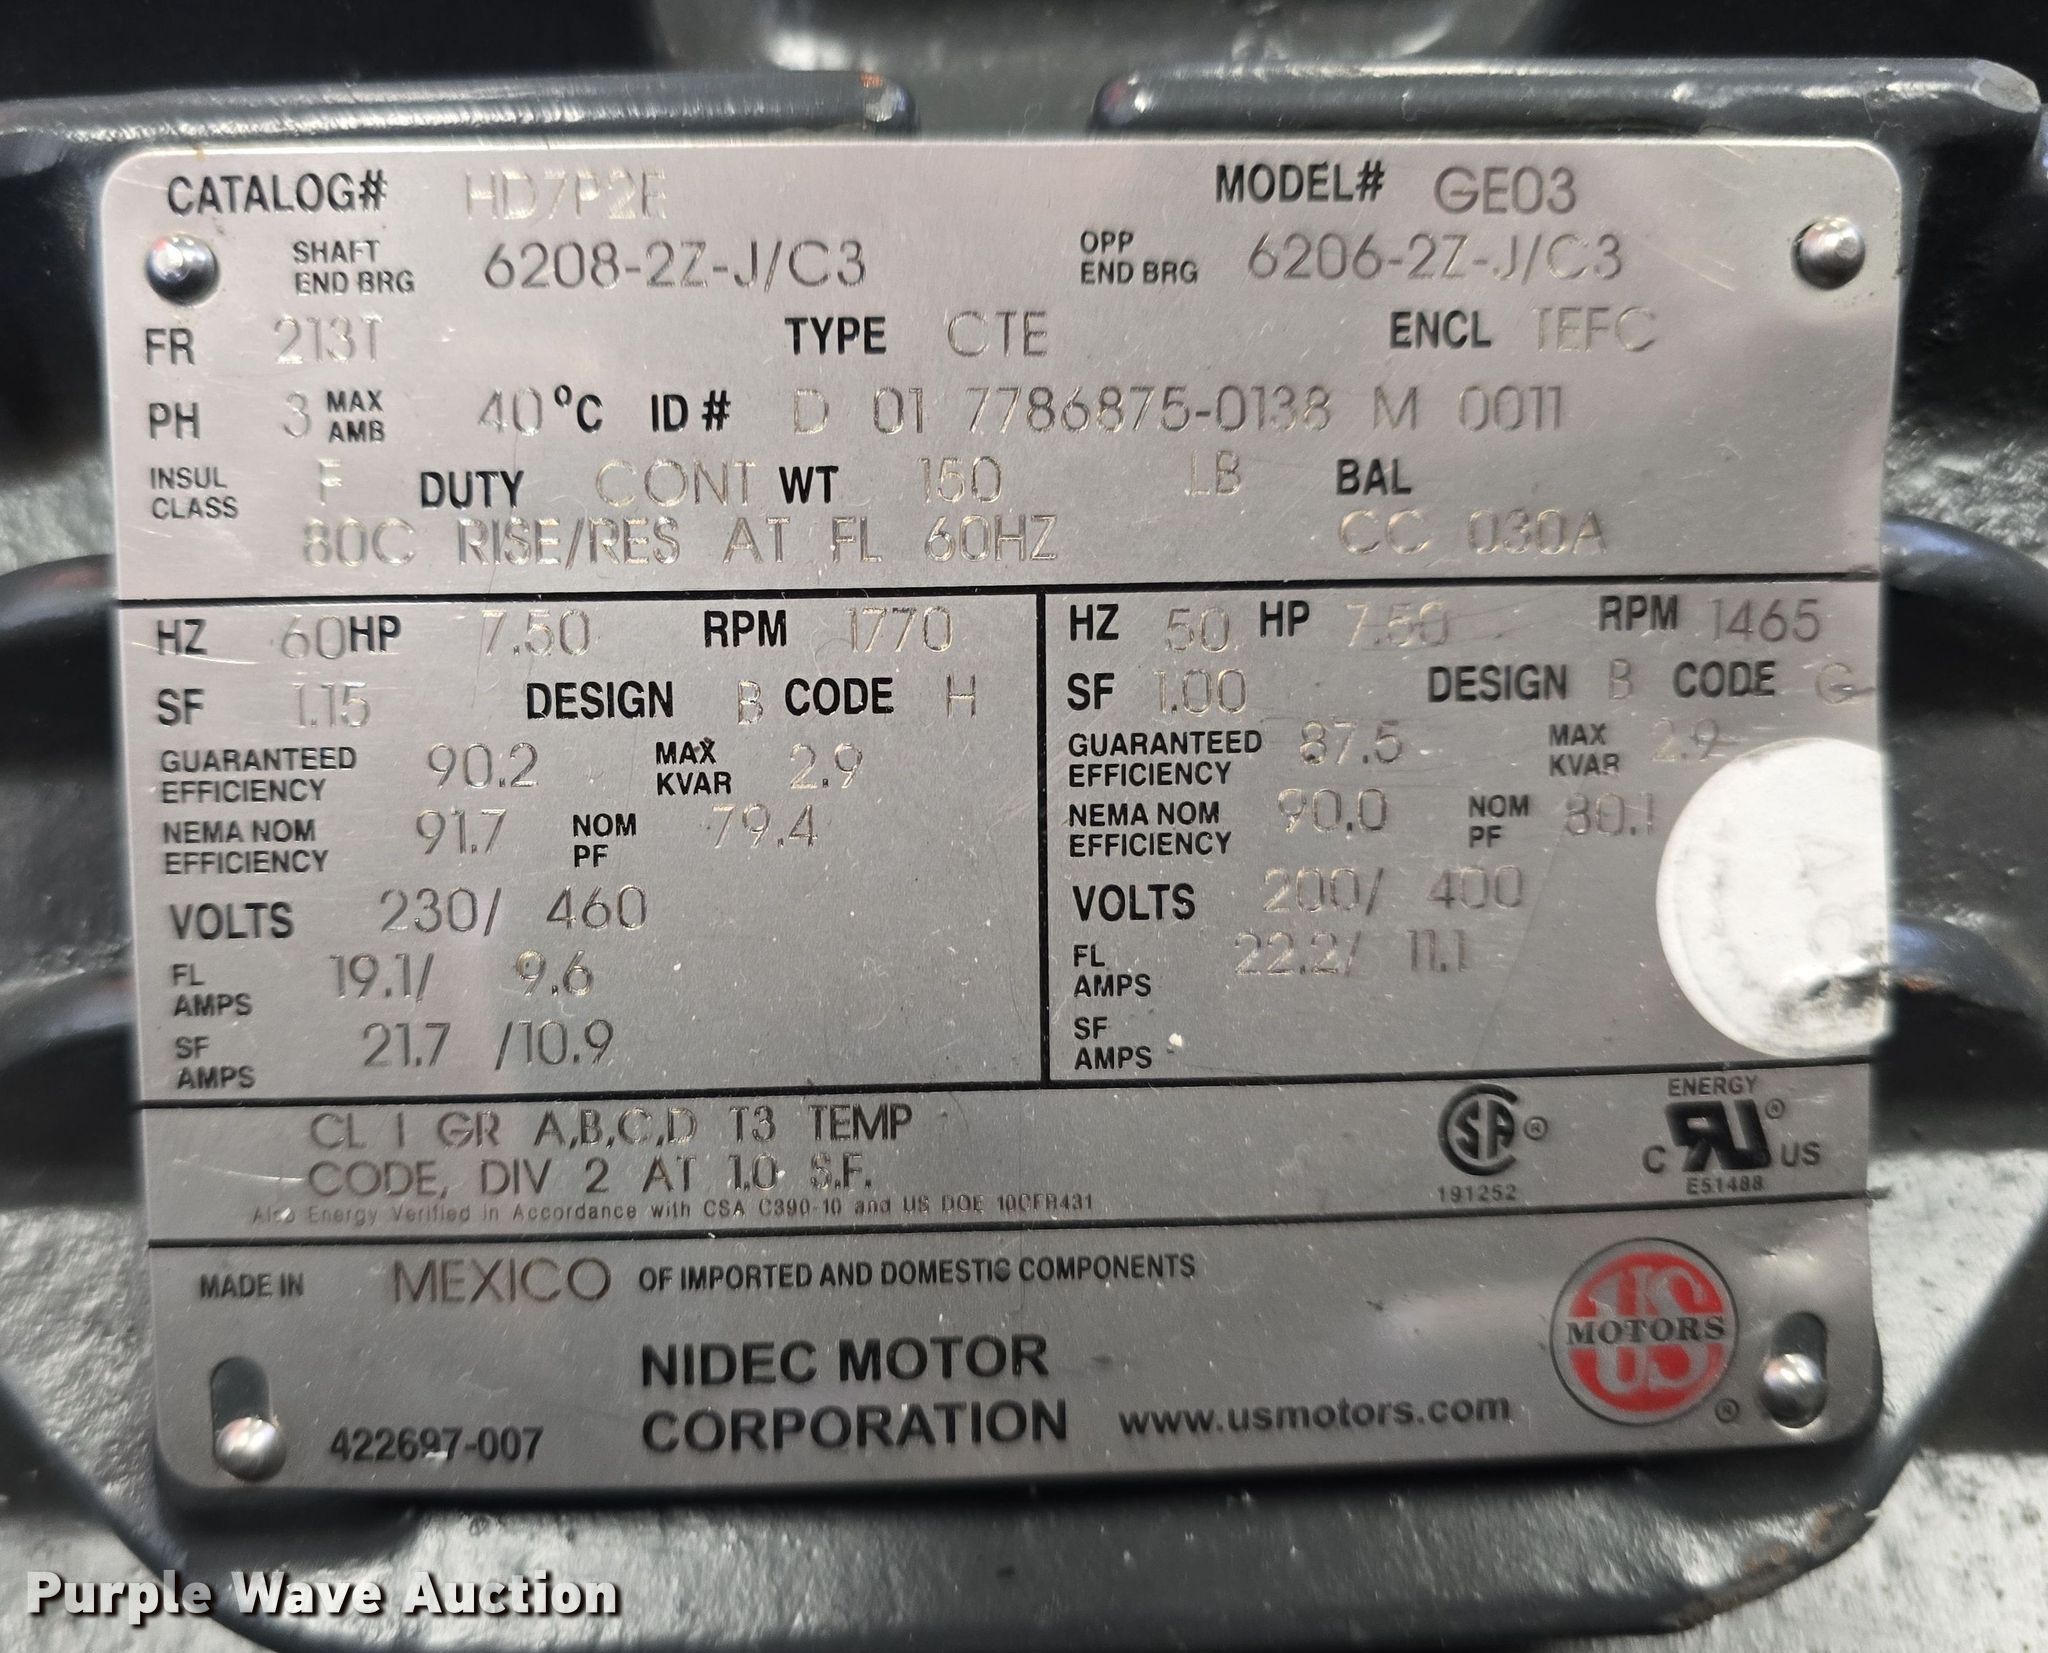 CATALOG# HD7P2E MODEL# GE03
SHAFT END BRG 6208-2Z-J/C3 OPP END BRG 6206-2Z-J/C3
FR 213T TYPE CTE ENCL TEFC
PH 3 MAX AMB 40°C ID# D 01 7786875-0138 M 0011
INSUL CLASS F DUTY CONT WT 150 LB BAL
80C RISE/RES AT FL 60HZ CC 030A
HZ 60 HP 7.50 RPM 1770
SF 1.15 DESIGN B CODE H
GUARANTEED EFFICIENCY 90.2 MAX KVAR 2.9
NEMA NOM EFFICIENCY 91.7 NOM PF 79.4
VOLTS 230/ 460
FL AMPS 19.1/ 9.6
SF AMPS 21.7 /10.9
HZ 50 HP 7.50 RPM 1465
SF 1.00 DESIGN B CODE G
GUARANTEED EFFICIENCY 87.5 MAX KVAR 2.9
NEMA NOM EFFICIENCY 90.0 NOM PF 80.1
VOLTS 200/ 400
FL AMPS 22.2/ 11.1
SF AMPS
CL I GR A,B,C,D T3 TEMP
CODE, DIV 2 AT 1.0 S.F.
Also Energy Verified in Accordance with CSA C390-10 and US DOE 10CFR431
SA ®
191252
ENERGY
C RU ® US
E51488
MADE IN MEXICO OF IMPORTED AND DOMESTIC COMPONENTS
NIDEC MOTOR
CORPORATION www.usmotors.com
422697-007
US MOTORS ®
Purple Wave Auction